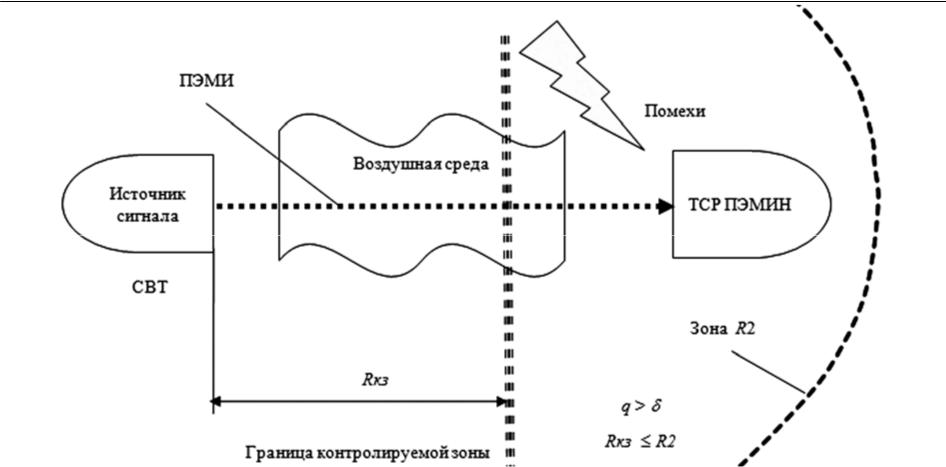 ПЭМИ
Помехи
Воздушная среда
Источник
сигнала
ТСР ПЭМИН
СВТ
Зона R2
Rкз
q > δ
Rкз ≤ R2
Граница контролируемой зоны